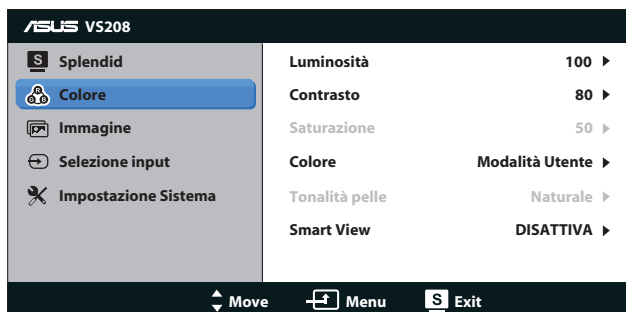 ASUS VS208
S Splendid
R G B Colore
Immagine
Selezione input
Impostazione Sistema
Luminosità 100
Contrasto 80
Saturazione 50
Colore Modalità Utente
Tonalità pelle Naturale
Smart View DISATTIVA
Move Menu S Exit